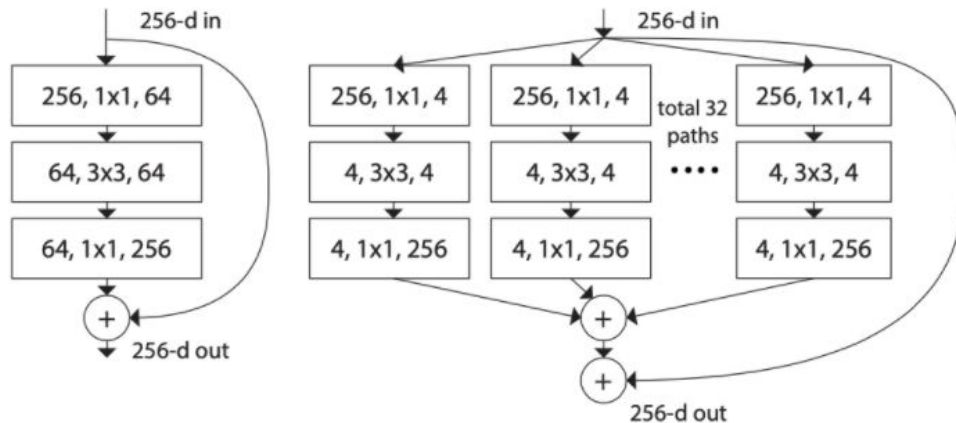 256-d in
256, 1x1, 64
64, 3x3, 64
64, 1x1, 256
+
256-d out
256-d in
256, 1x1, 4
256, 1x1, 4
total 32
paths
256, 1x1, 4
4, 3x3, 4
4, 3x3, 4
....
4, 3x3, 4
4, 1x1, 256
4, 1x1, 256
4, 1x1, 256
+
+
256-d out